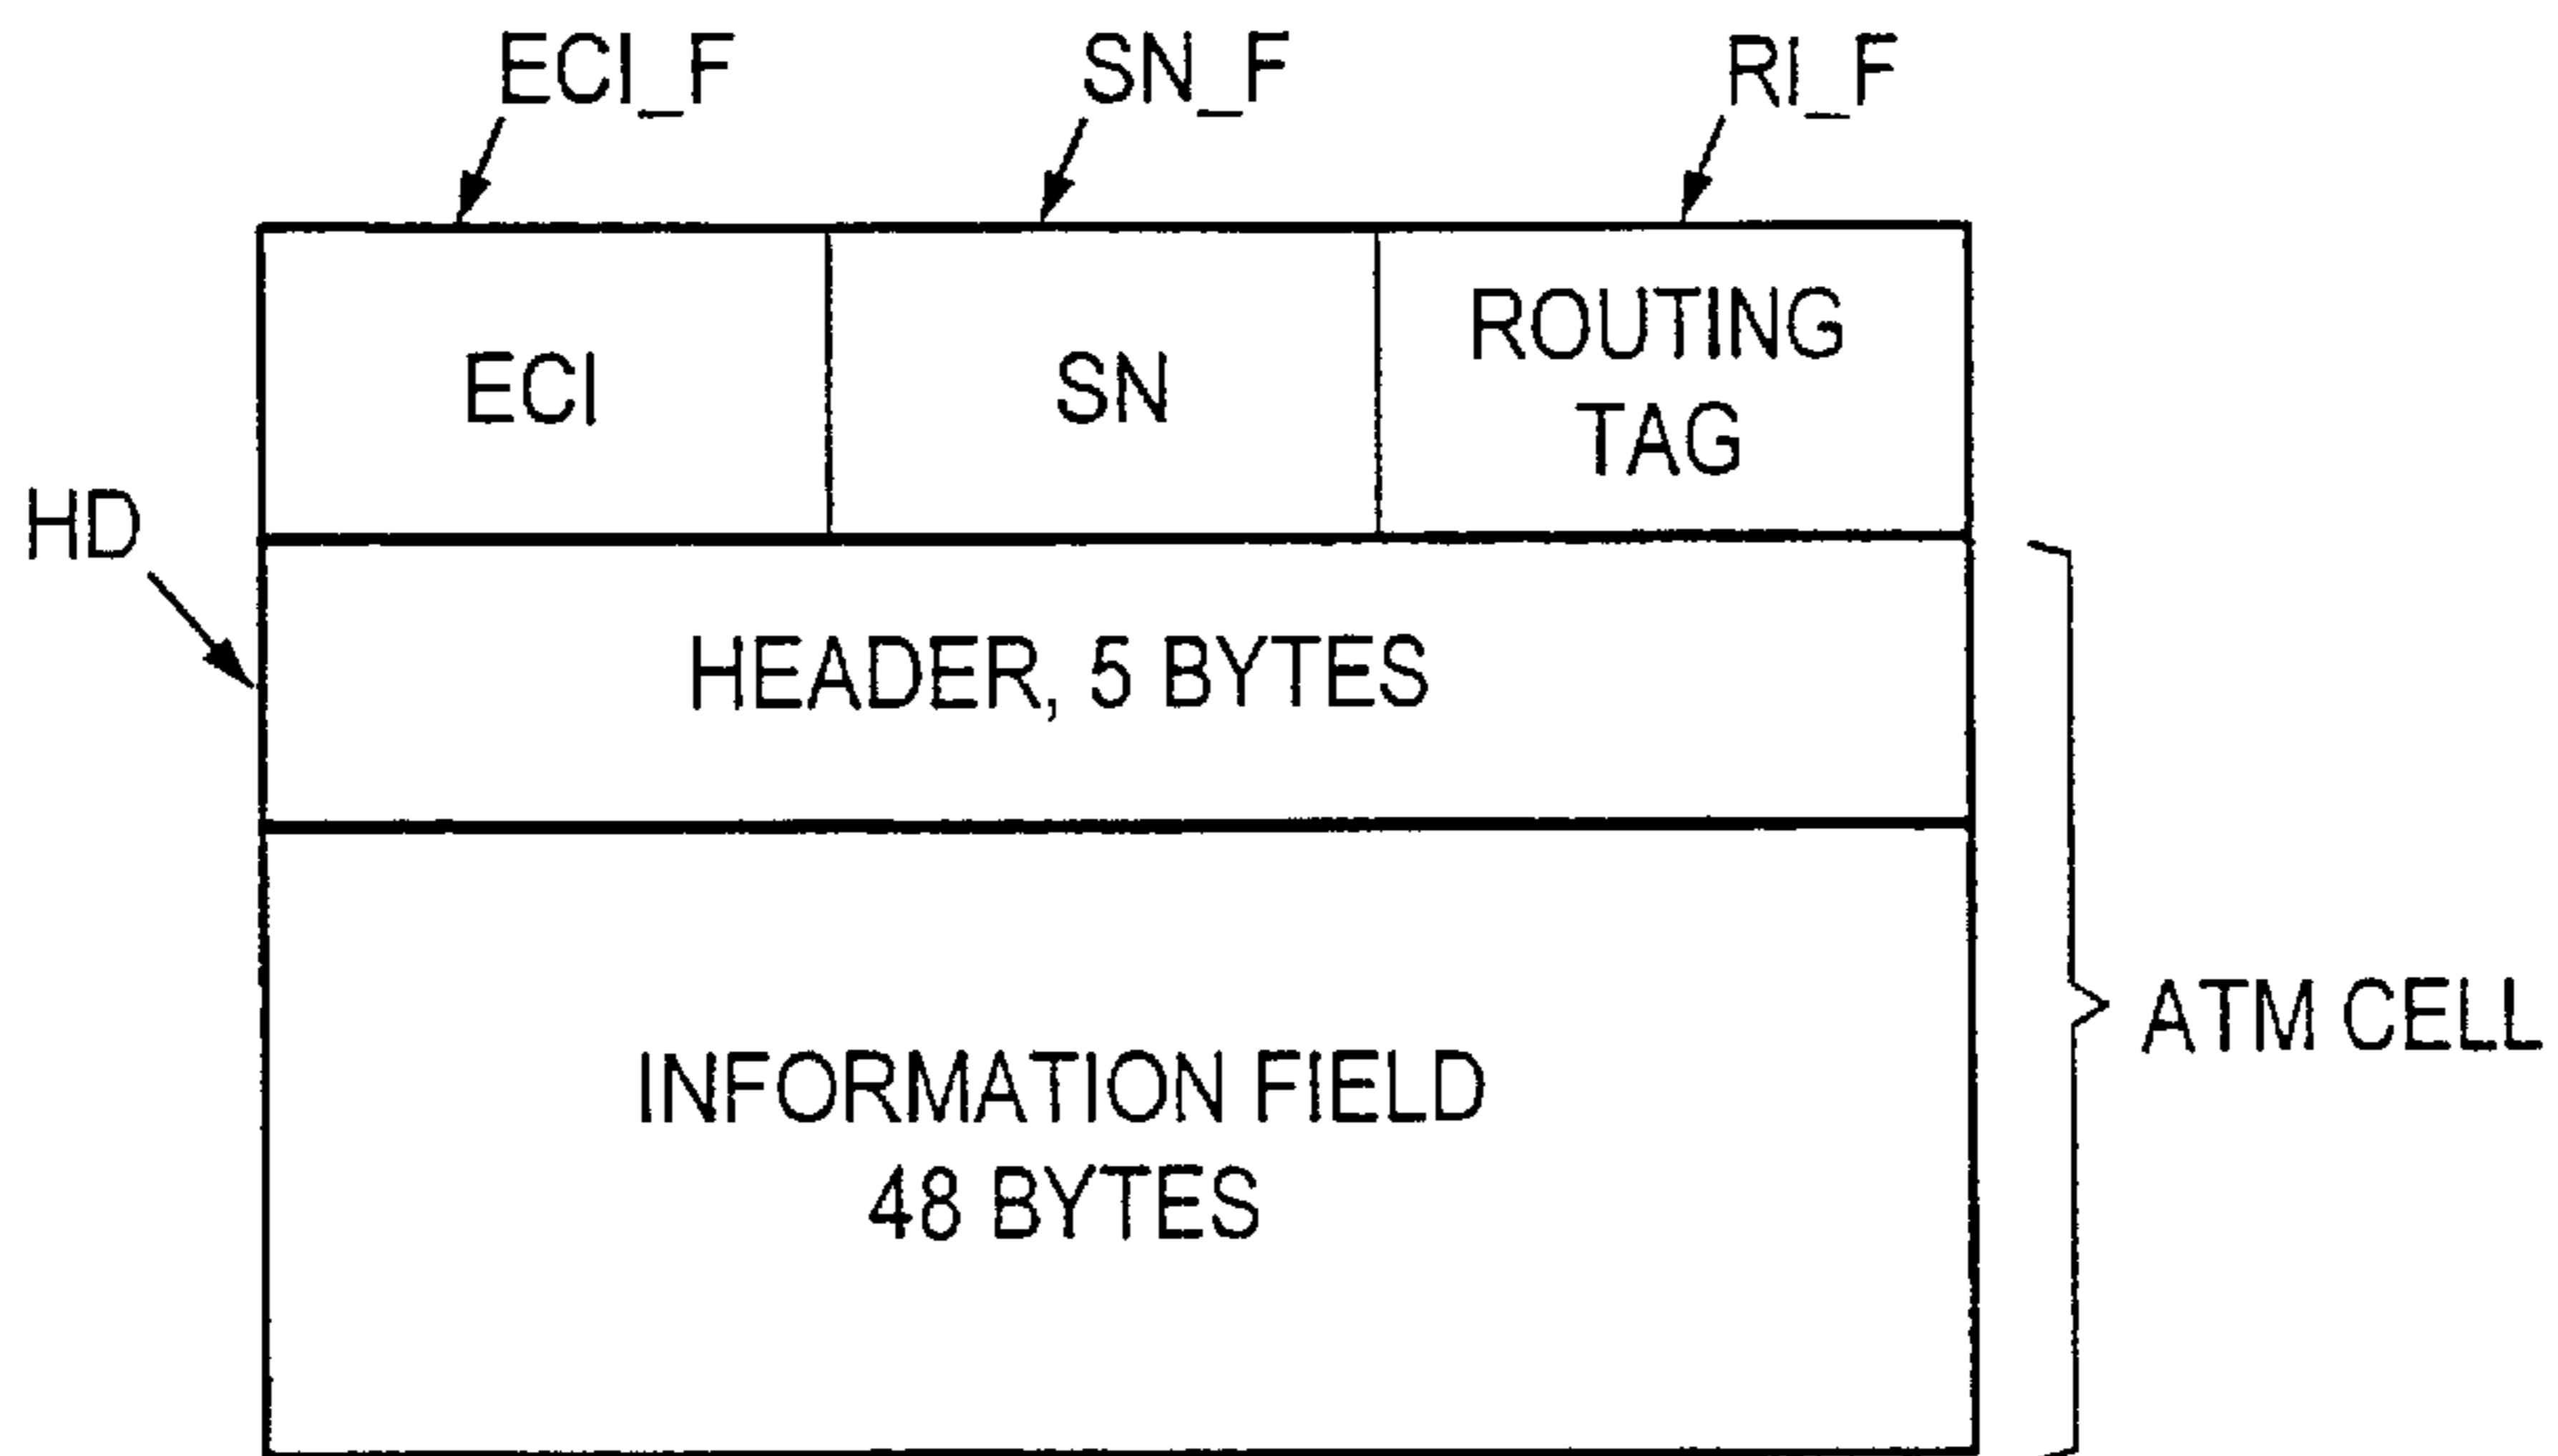 ECI_F
SN_F
RI_F
ECI
SN
ROUTING
TAG
HD
HEADER, 5 BYTES
INFORMATION FIELD
48 BYTES
ATM CELL